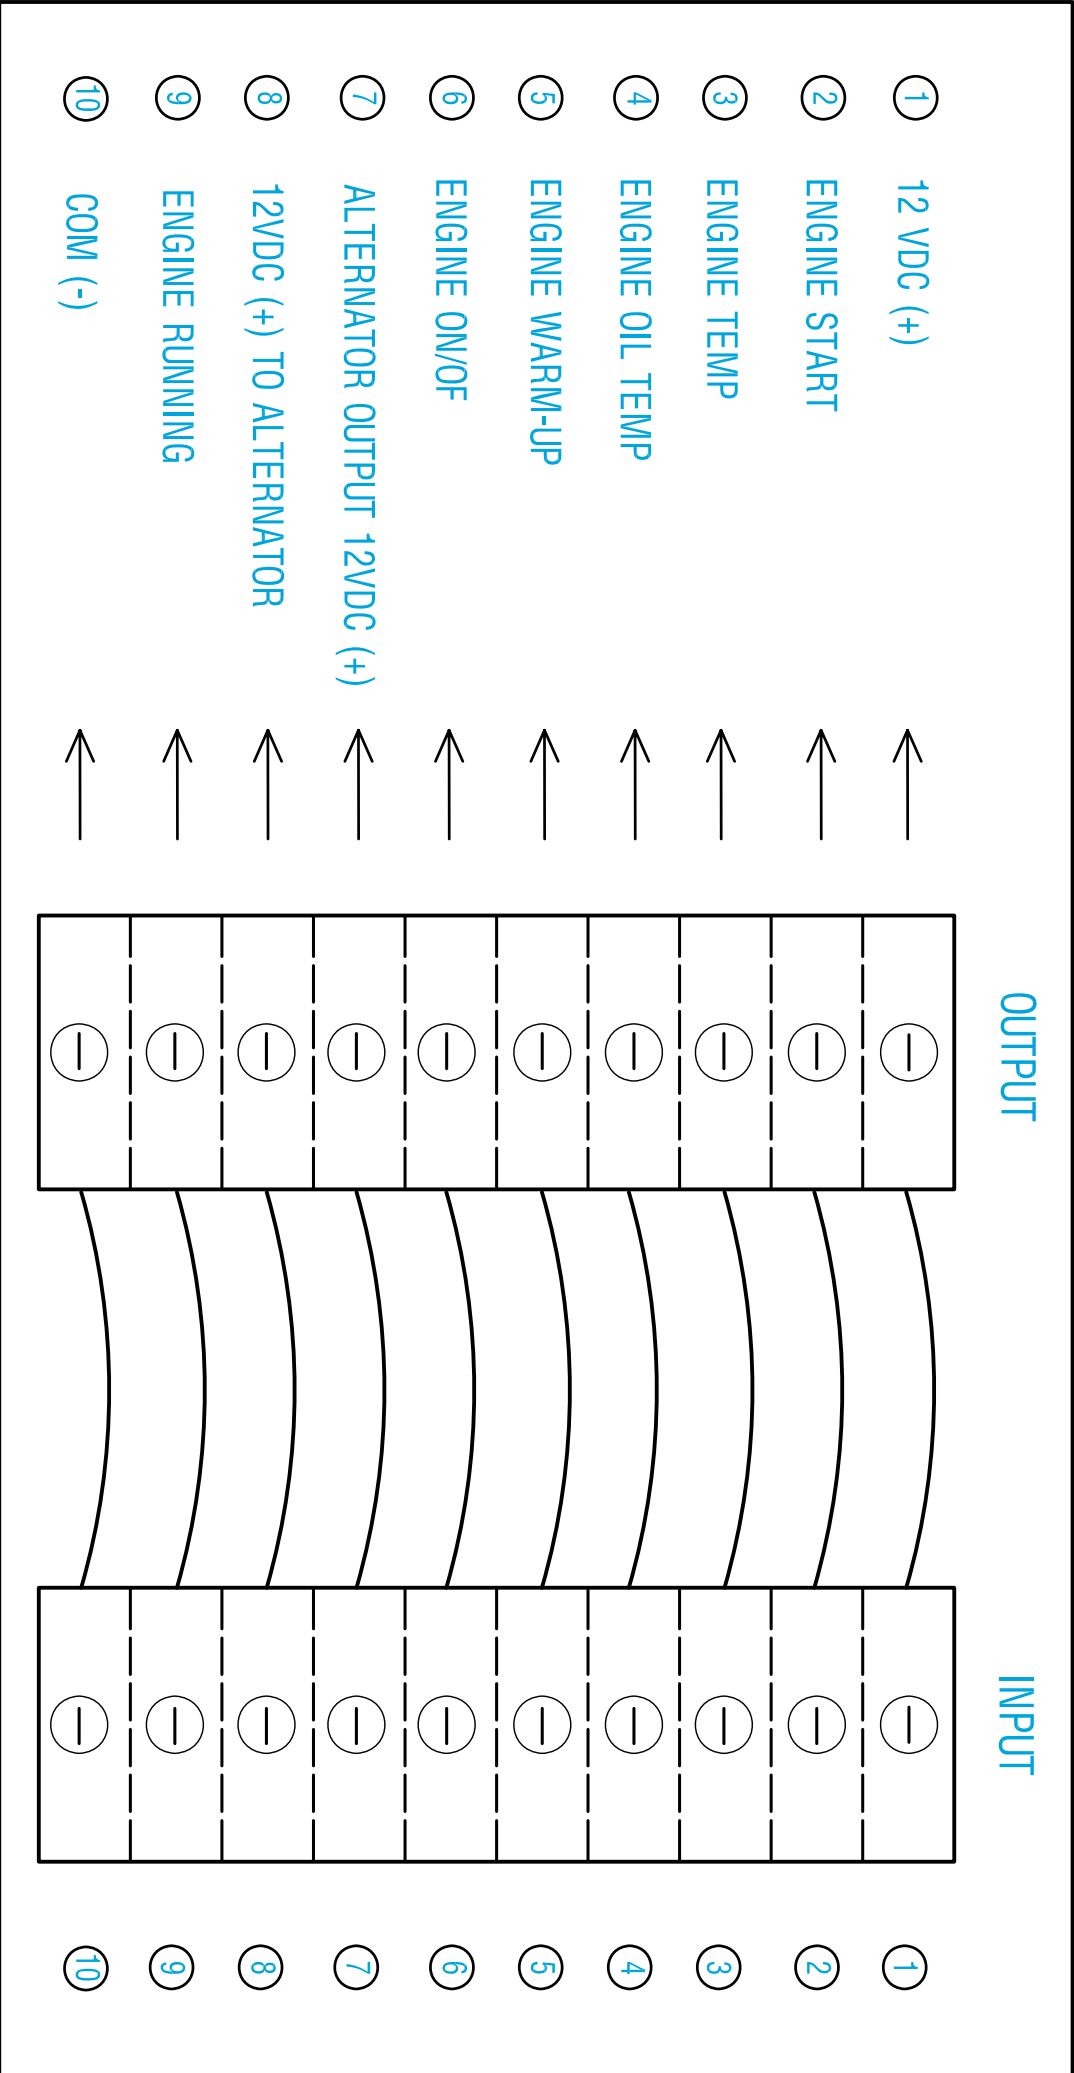 OUTPUT
INPUT
1 12 VDC (+) 1
2 ENGINE START 2
3 ENGINE TEMP 3
4 ENGINE OIL TEMP 4
5 ENGINE WARM-UP 5
6 ENGINE ON/OF 6
7 ALTERNATOR OUTPUT 12VDC (+) 7
8 12VDC (+) TO ALTERNATOR 8
9 ENGINE RUNNING 9
10 COM (-) 10